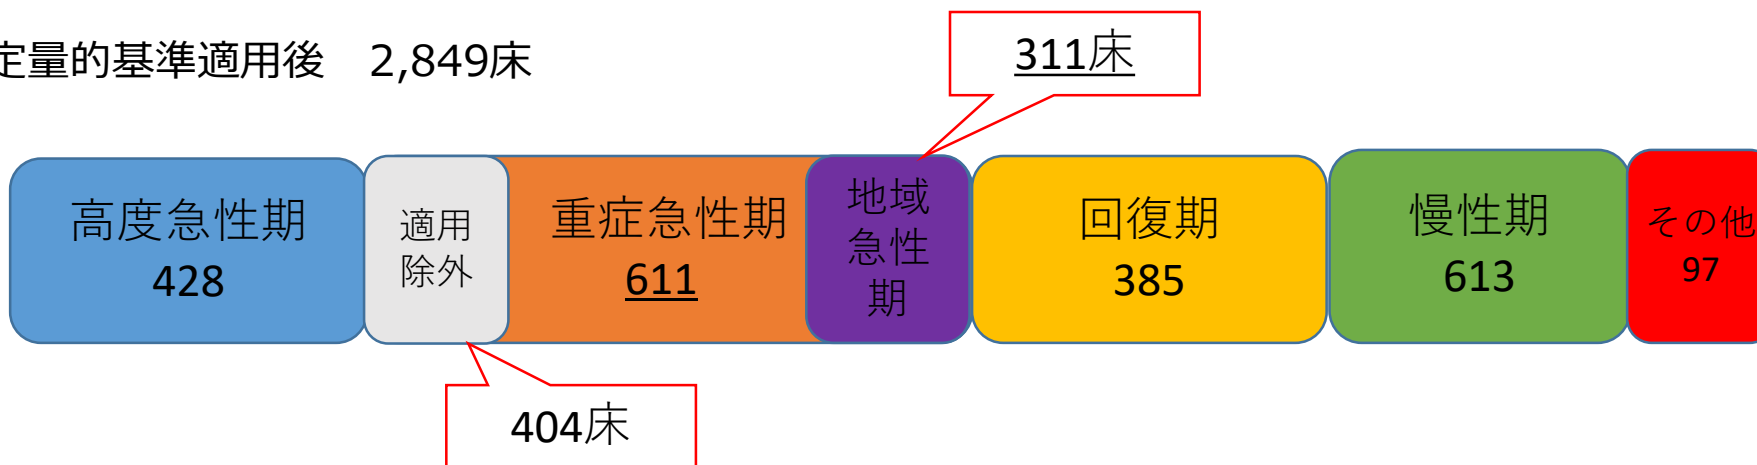 定量的基準適用後　2,849床
311床
高度急性期
428
適用
除外
重症急性期
611
地域
急性
期
回復期
385
慢性期
613
その他
97
404床